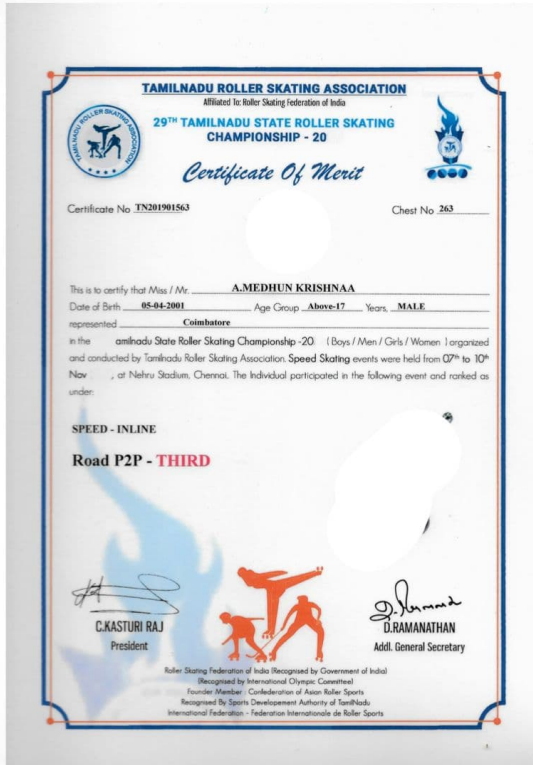 TAMILNADU ROLLER SKATING ASSOCIATION
Affiliated To: Roller Skating Federation of India
29TH TAMILNADU STATE ROLLER SKATING
CHAMPIONSHIP - 20
TAMILNADU ROLLER SKATING ASSOCIATION
Certificate Of Merit
Certificate No TN201901563
Chest No 263
This is to certify that Miss / Mr. A.MEDHUN KRISHNAA
Date of Birth 05-04-2001 Age Group Above-17 Years, MALE
represented Coimbatore
in the amilnadu State Roller Skating Championship -20 (Boys / Men / Girls / Women ) organized
and conducted by Tamilnadu Roller Skating Association. Speed Skating events were held from 07th to 10th
Nav , at Nehru Stadium, Chennai. The Individual participated in the following event and ranked as
under:
SPEED - INLINE
Road P2P - THIRD
C.KASTURI RAJ
President
D.RAMANATHAN
Addl. General Secretary
Roller Skating Federation of India (Recognised by Government of India)
(Recognised by International Olympic Committee)
Founder Member : Confederation of Asian Roller Sports
Recognised By Sports Developement Authority of TamilNadu
International Federation - Federation Internationale de Roller Sports